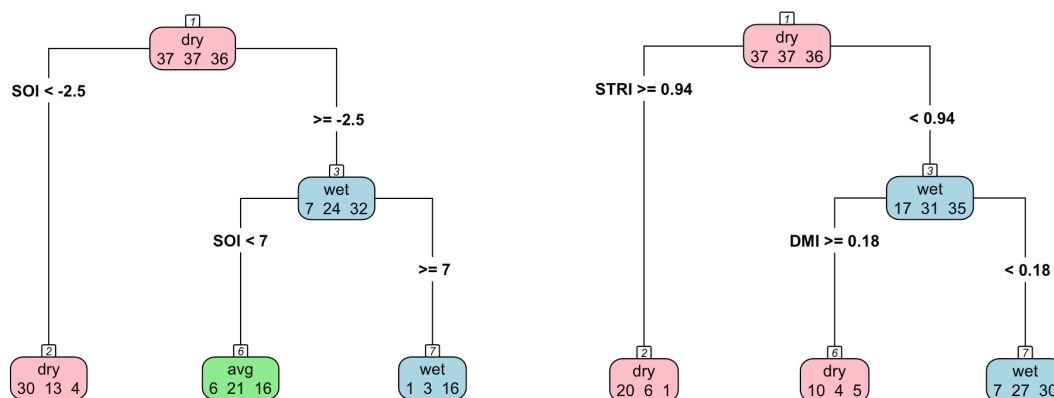 1
dry
37 37 36
SOI < -2.5
>= -2.5
3
wet
7 24 32
SOI < 7
>= 7
2
dry
30 13 4
6
avg
6 21 16
7
wet
1 3 16
1
dry
37 37 36
STRI >= 0.94
< 0.94
3
wet
17 31 35
DMI >= 0.18
< 0.18
2
dry
20 6 1
6
dry
10 4 5
7
wet
7 27 30